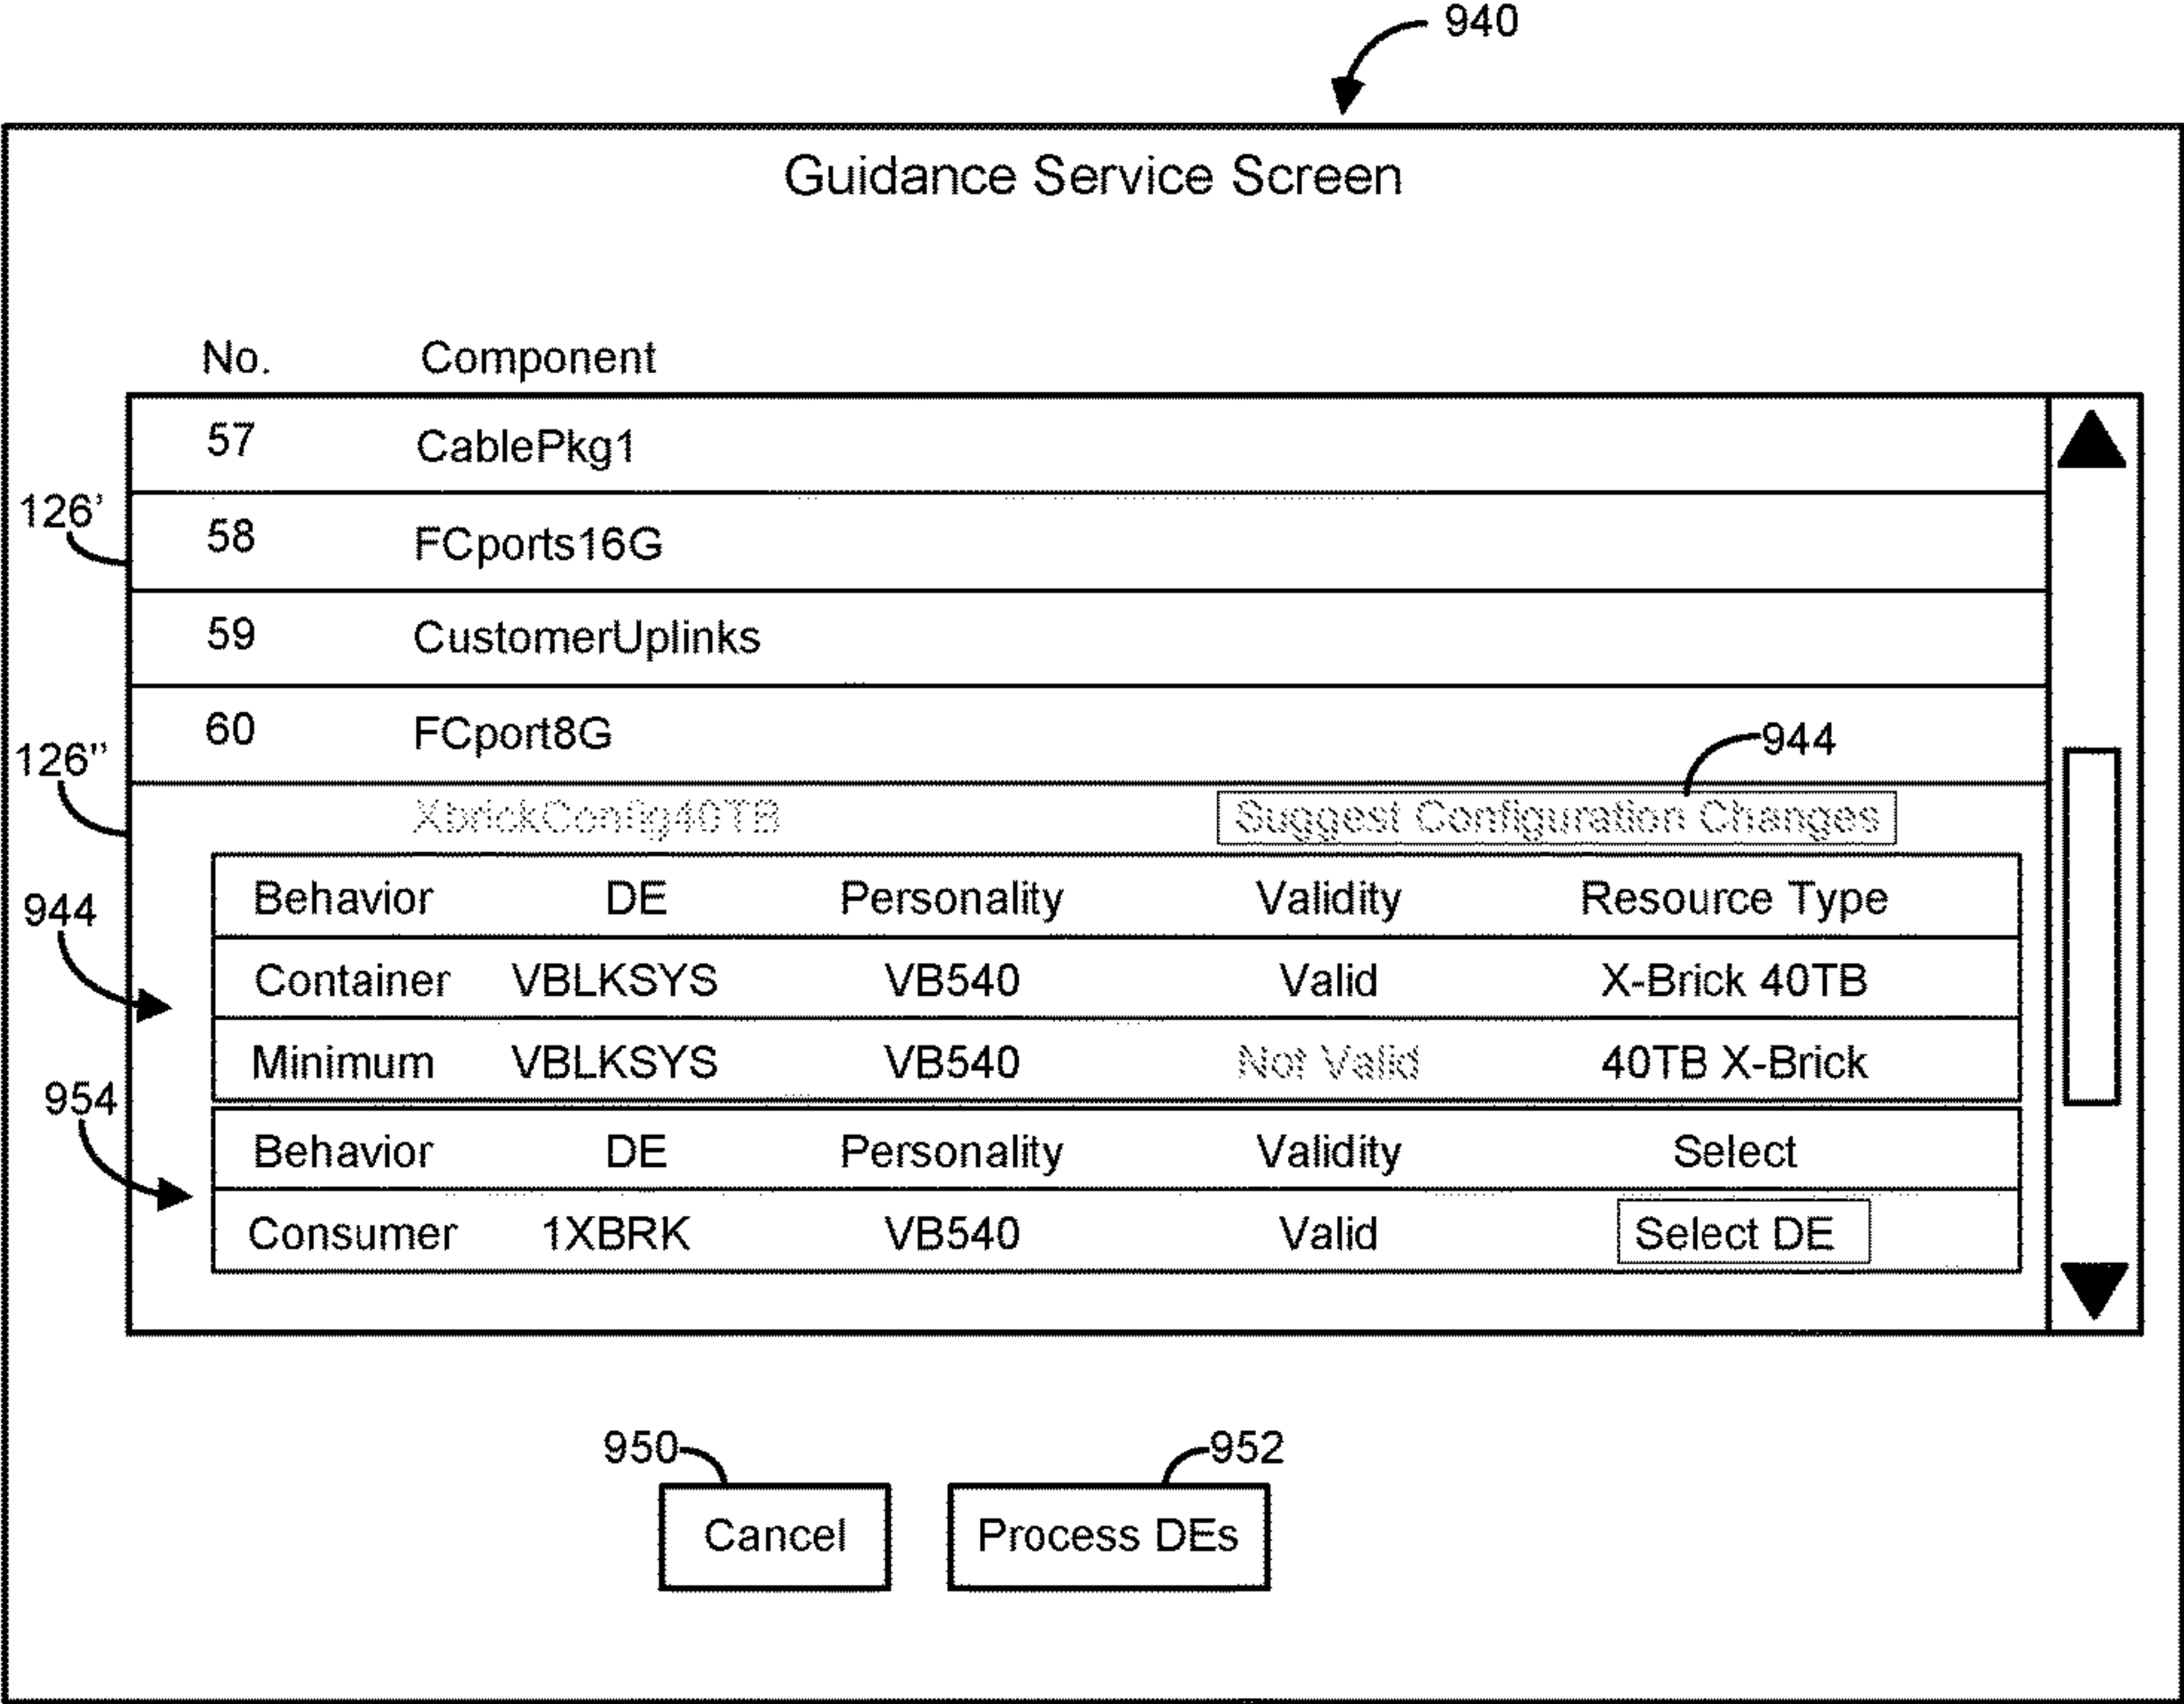 940
Guidance Service Screen
No. Component
57 CablePkg1
126'
58 FCports16G
59 CustomerUplinks
60 FCport8G
944
126"
XbrickConfig40TB Suggest Configuration Changes
Behavior DE Personality Validity Resource Type
944
Container VBLKSYS VB540 Valid X-Brick 40TB
Minimum VBLKSYS VB540 Not Valid 40TB X-Brick
954
Behavior DE Personality Validity Select
Consumer 1XBRK VB540 Valid Select DE
950 952
Cancel Process DEs